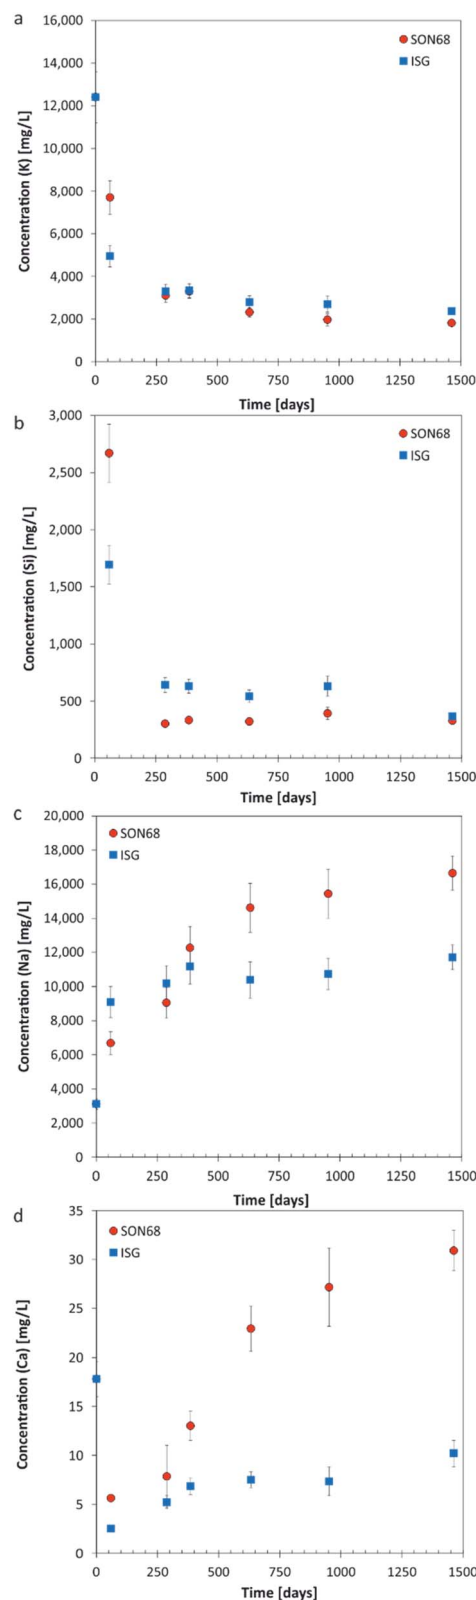 a
16,000
SON68
14,000
ISG
12,000
10,000
8,000
6,000
4,000
2,000
0
Concentration (K) [mg/L]
0 250 500 750 1000 1250 1500
Time [days]
b
3,000
SON68
ISG
2,500
2,000
1,500
1,000
500
0
Concentration (Si) [mg/L]
0 250 500 750 1000 1250 1500
Time [days]
c
20,000
SON68
18,000
ISG
16,000
14,000
12,000
10,000
8,000
6,000
4,000
2,000
0
Concentration (Na) [mg/L]
0 250 500 750 1000 1250 1500
Time [days]
d
35
SON68
ISG
30
25
20
15
10
5
0
Concentration (Ca) [mg/L]
0 250 500 750 1000 1250 1500
Time [days]